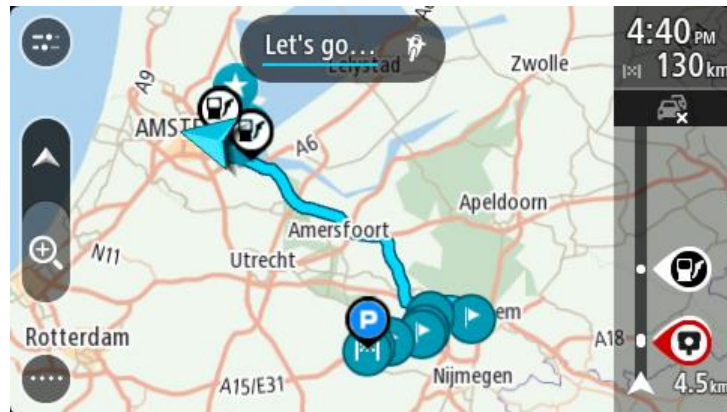 Let's go...
4:40 PM
130 km
Lelystad
Zwolle
A9
AMST
A6
Apeldoorn
Amersfoort
N11
Utrecht
em
P
Rotterdam
A18
A15/E31
Nijmegen
4.5 km